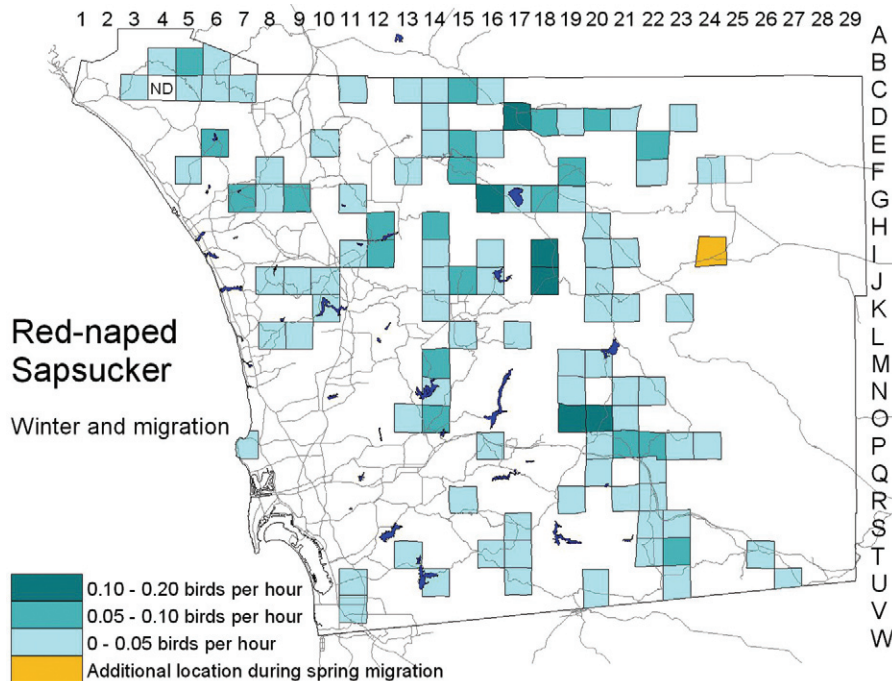 1 2 3 4 5 6 7 8 9 10 11 12 13 14 15 16 17 18 19 20 21 22 23 24 25 26 27 28 29
A
B
C
D
E
F
G
H
I
J
K
L
M
N
O
P
Q
R
S
T
U
V
W
ND
Red-naped
Sapsucker
Winter and migration
0.10 - 0.20 birds per hour
0.05 - 0.10 birds per hour
0 - 0.05 birds per hour
Additional location during spring migration